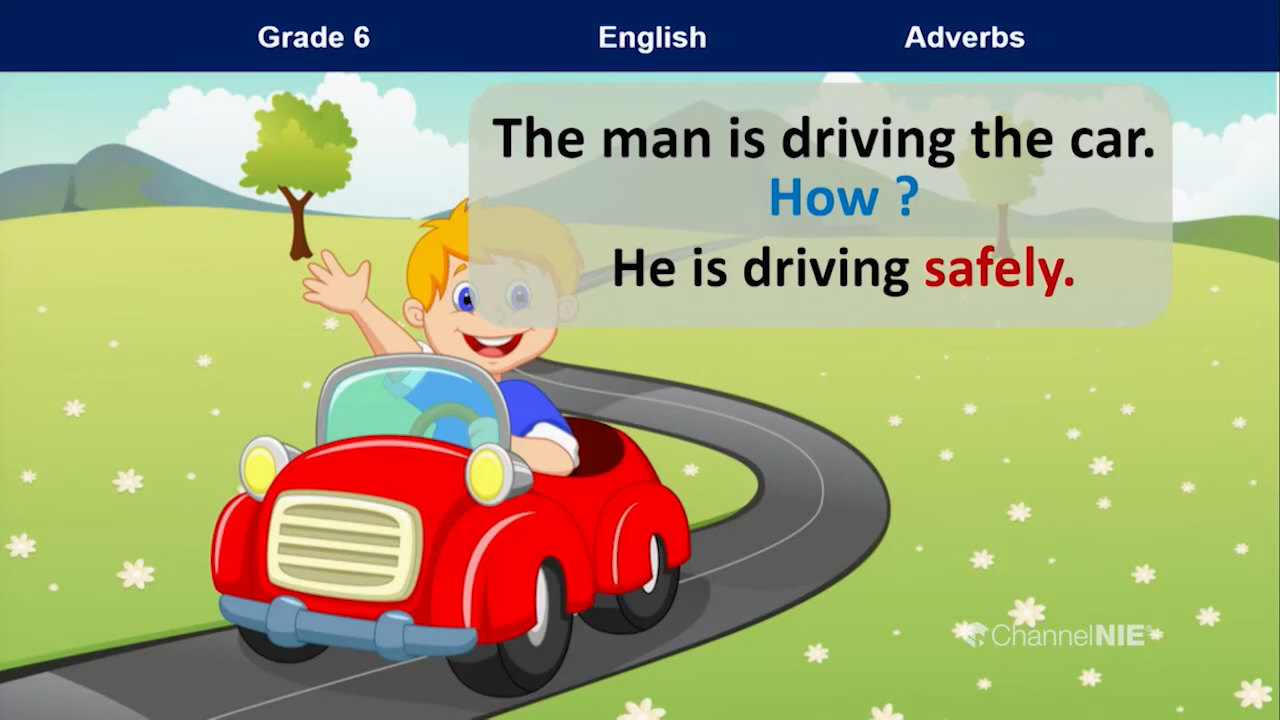 Grade 6 English Adverbs
The man is driving the car.
How ?
He is driving safely.
ChannelNIE